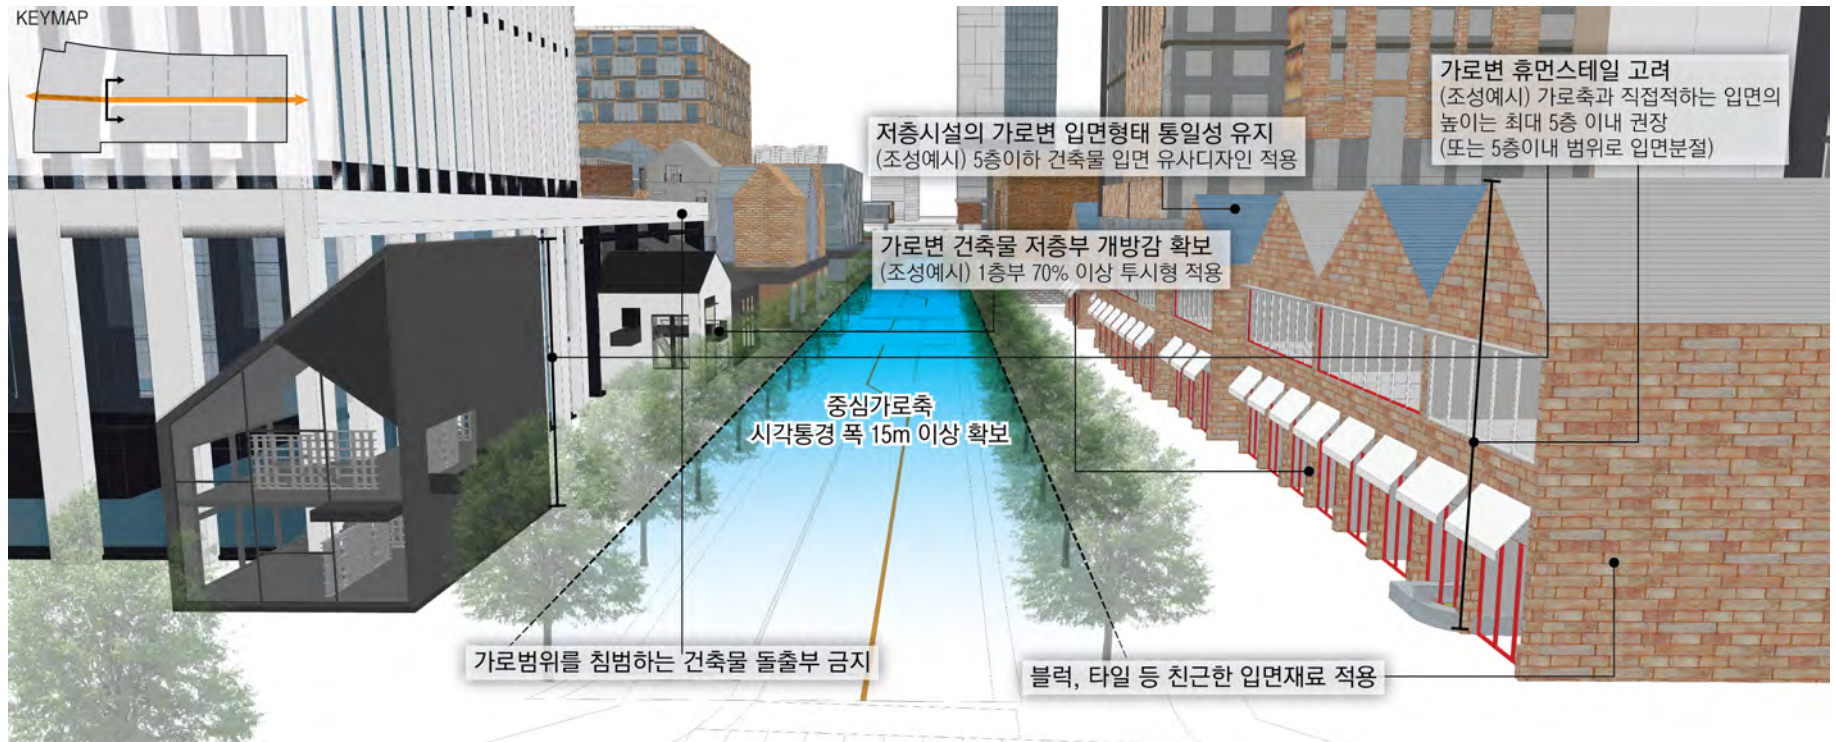 KEYMAP
가로변 휴먼스테일 고려
(조성예시) 가로축과 직접적하는 입면의
높이는 최대 5층 이내 권장
(또는 5층이내 범위로 입면분절)
저층시설의 가로변 입면형태 통일성 유지
(조성예시) 5층이하 건축물 입면 유사디자인 적용
가로변 건축물 저층부 개방감 확보
(조성예시) 1층부 70% 이상 투시형 적용
중심가로축
시각통경 폭 15m 이상 확보
가로범위를 침범하는 건축물 돌출부 금지
블럭, 타일 등 친근한 입면재료 적용